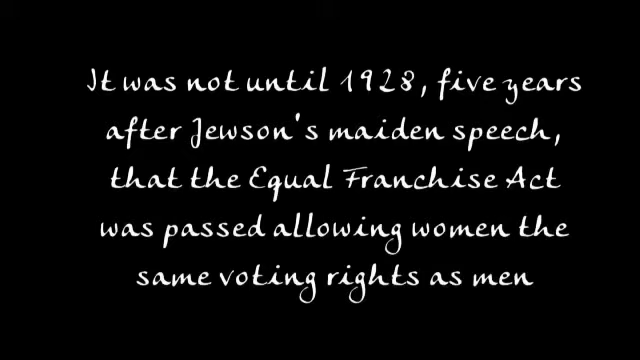 It was not until 1928, five years
after Jewson's maiden speech,
that the Equal Franchise Act
was passed allowing women the
same voting rights as men